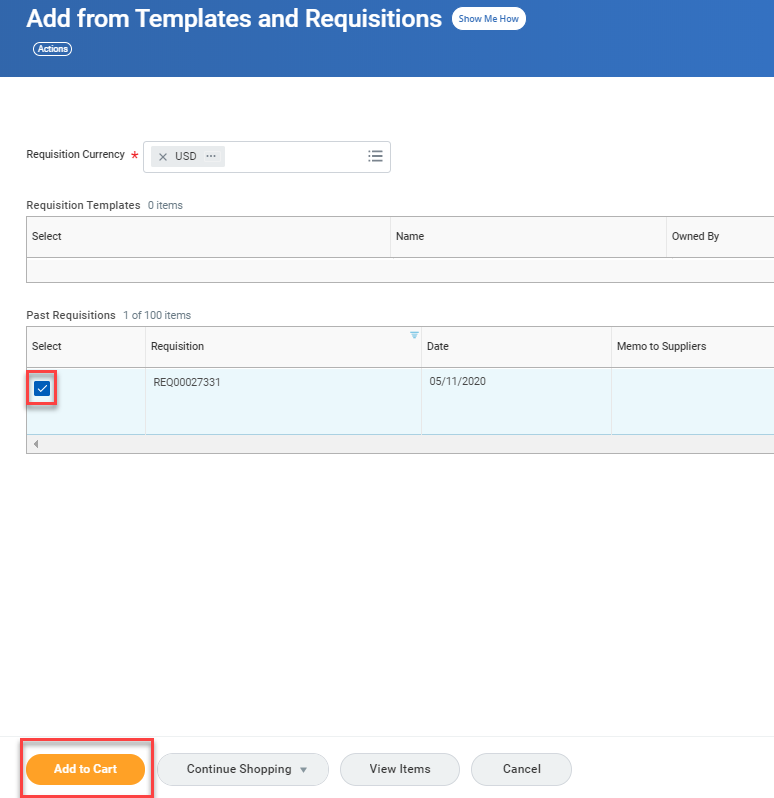 Add from Templates and Requisitions Show Me How
Actions
Requisition Currency * × USD ...
Requisition Templates 0 items
Select Name Owned By
Past Requisitions 1 of 100 items
Select Requisition Date Memo to Suppliers
REQ00027331 05/11/2020
Add to Cart Continue Shopping View Items Cancel